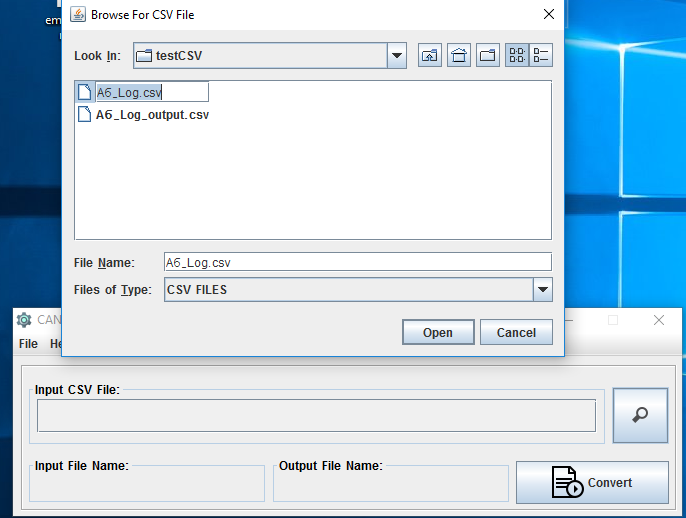 em
Browse For CSV File
Look In: testCSV
A6_Log.csv
A6_Log_output.csv
File Name: A6_Log.csv
Files of Type: CSV FILES
Open Cancel
CAN
File He
Input CSV File:
Input File Name: Output File Name:
Convert